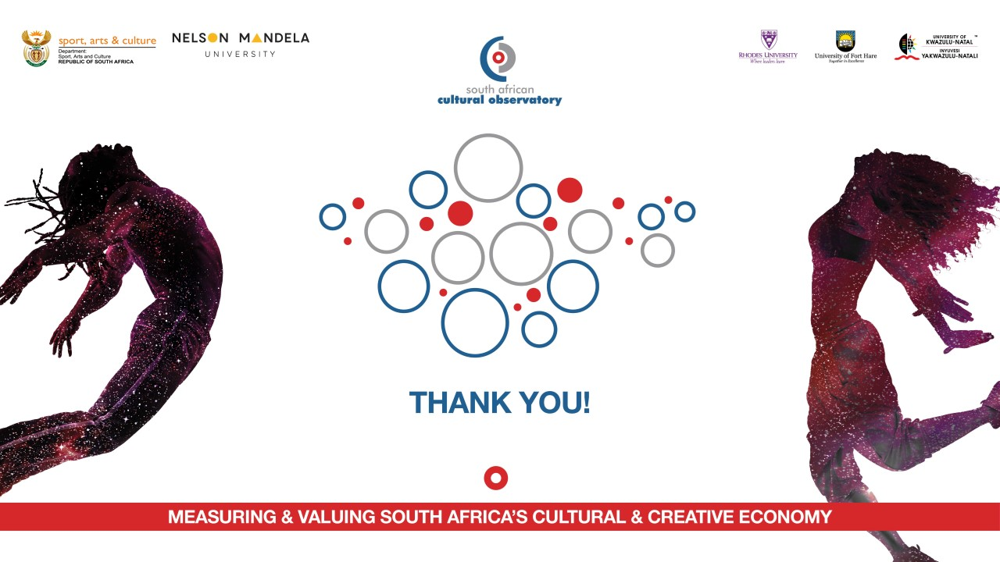 sport, arts & culture
Department:
Sport, Arts and Culture
REPUBLIC OF SOUTH AFRICA
NELSON MANDELA
UNIVERSITY
south african
cultural observatory
RHODES UNIVERSITY
Where leaders learn
University of Fort Hare
Together in Excellence
UNIVERSITY OF ™
KWAZULU-NATAL
INYUVESI
YAKWAZULU-NATALI
THANK YOU!
MEASURING & VALUING SOUTH AFRICA’S CULTURAL & CREATIVE ECONOMY